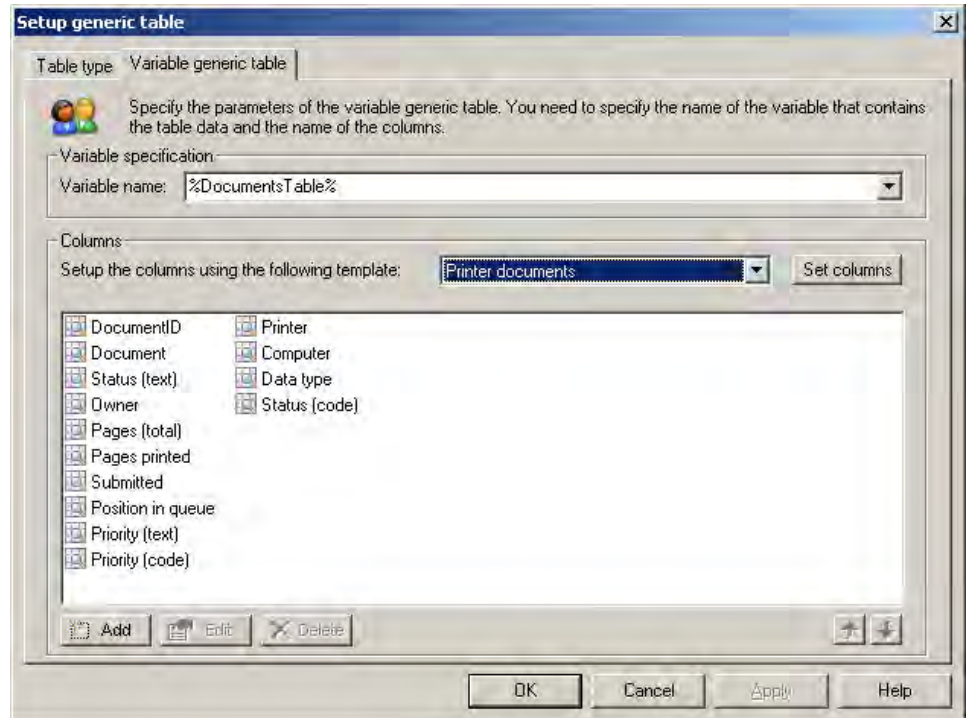 Setup generic table
Table type Variable generic table
Specify the parameters of the variable generic table. You need to specify the name of the variable that contains
the table data and the name of the columns.
Variable specification
Variable name: %DocumentsTable%
Columns
Setup the columns using the following template: Printer documents Set columns
DocumentID
Document
Status (text)
Owner
Pages (total)
Pages printed
Submitted
Position in queue
Priority (text)
Priority (code)
Printer
Computer
Data type
Status (code)
Add Edit Delete
OK Cancel Apply Help